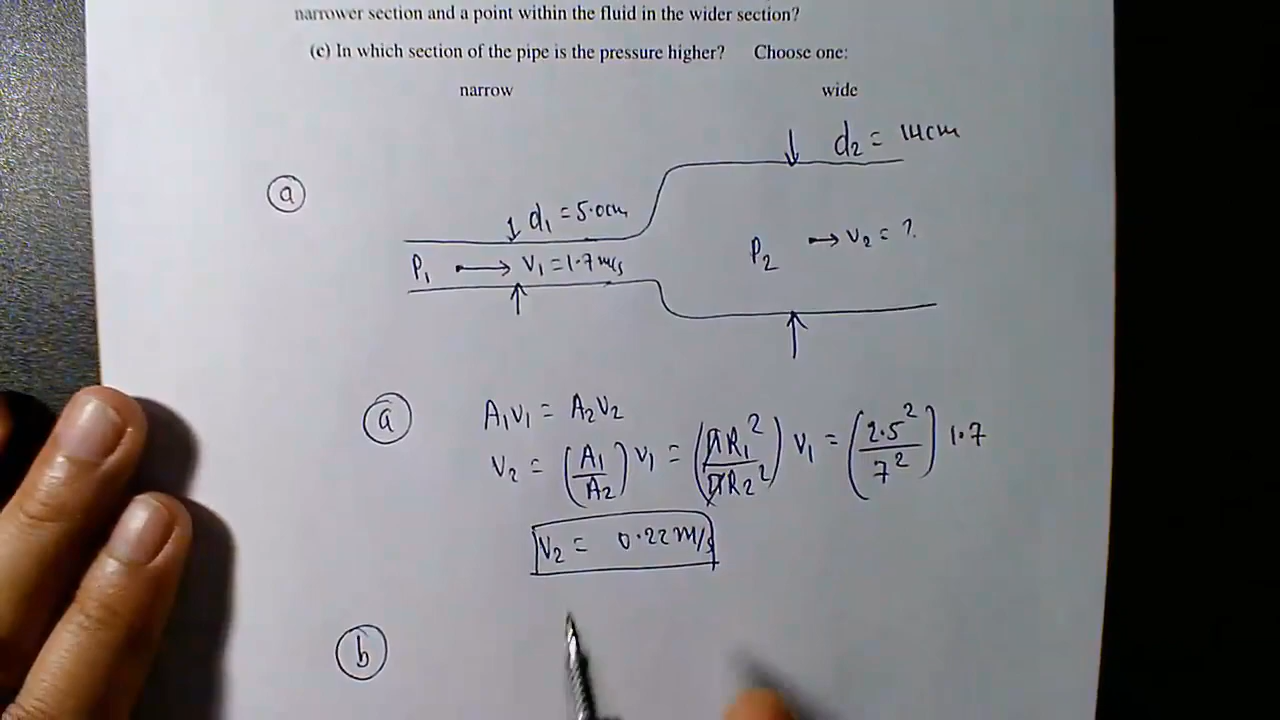 narrower section and a point within the fluid in the wider section?
(c) In which section of the pipe is the pressure higher? Choose one:
narrow wide
d₂ = 14cm
ⓐ
d₁ = 5.0cm
P₁ → V₁ = 1.7m/s
P₂ → V₂ = ?
ⓐ A₁V₁ = A₂V₂
V₂ = (A₁/A₂) V₁ = (πR₁²/πR₂²) V₁ = (2.5²/7²) 1.7
V₂ = 0.22m/s
ⓑ